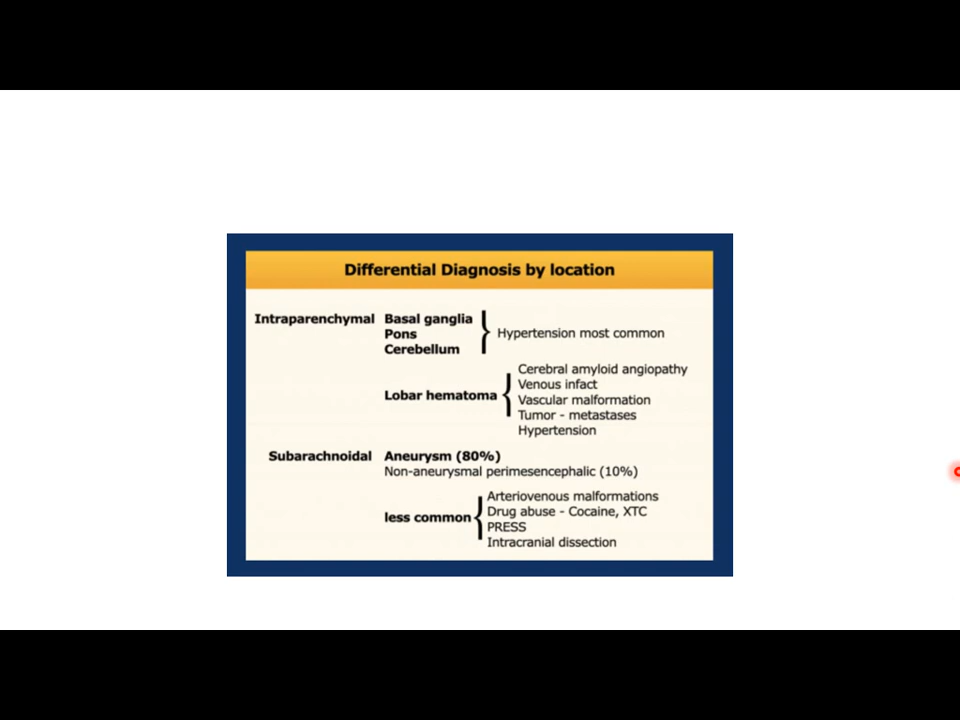 Differential Diagnosis by location
Intraparenchymal Basal ganglia
Pons
Cerebellum
Hypertension most common
Lobar hematoma
Cerebral amyloid angiopathy
Venous infact
Vascular malformation
Tumor - metastases
Hypertension
Subarachnoidal Aneurysm (80%)
Non-aneurysmal perimesencephalic (10%)
less common
Arteriovenous malformations
Drug abuse - Cocaine, XTC
PRESS
Intracranial dissection